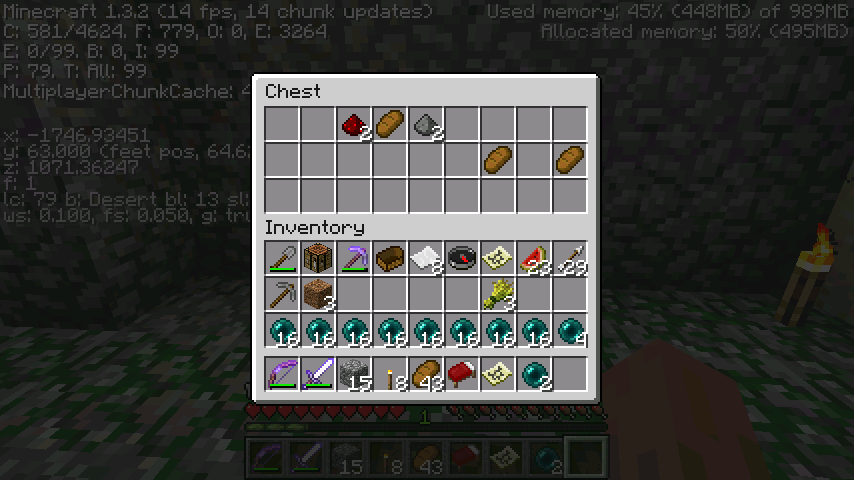 Minecraft 1.3.2 (14 fps, 14 chunk updates)
Used memory: 45% (448MB) of 989MB
C: 581/4624. F: 779, O: 0, E: 3264
Allocated memory: 50% (495MB)
E: 0/99. B: 0, I: 99
P: 79. T: All: 99
MultiplayerChunkCache: 4
Chest
2 2
x: -1746.93451
y: 63.000 (feet pos, 64.6
z: 1071.36247
f: 1
lc: 79 b: Desert bl: 13 sl:
ws: 0.100, fs: 0.050, g: tru
Inventory
8 23 29
3 3
16 16 16 16 16 16 16 16 4
15 8 43 2
1
15 8 43 2